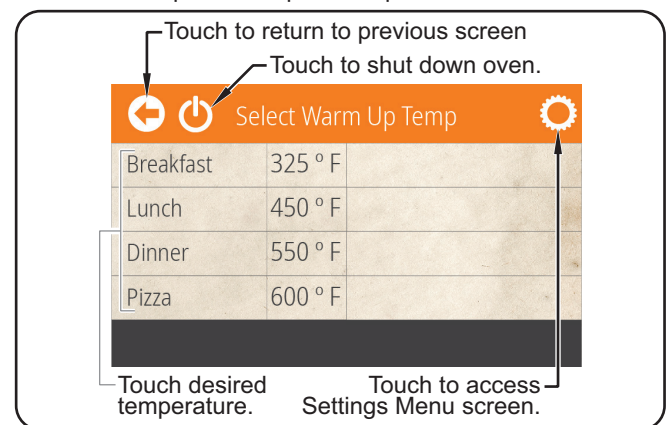 Touch to return to previous screen
Touch to shut down oven.
Select Warm Up Temp
Breakfast 325 º F
Lunch 450 º F
Dinner 550 º F
Pizza 600 º F
Touch desired
temperature.
Touch to access
Settings Menu screen.